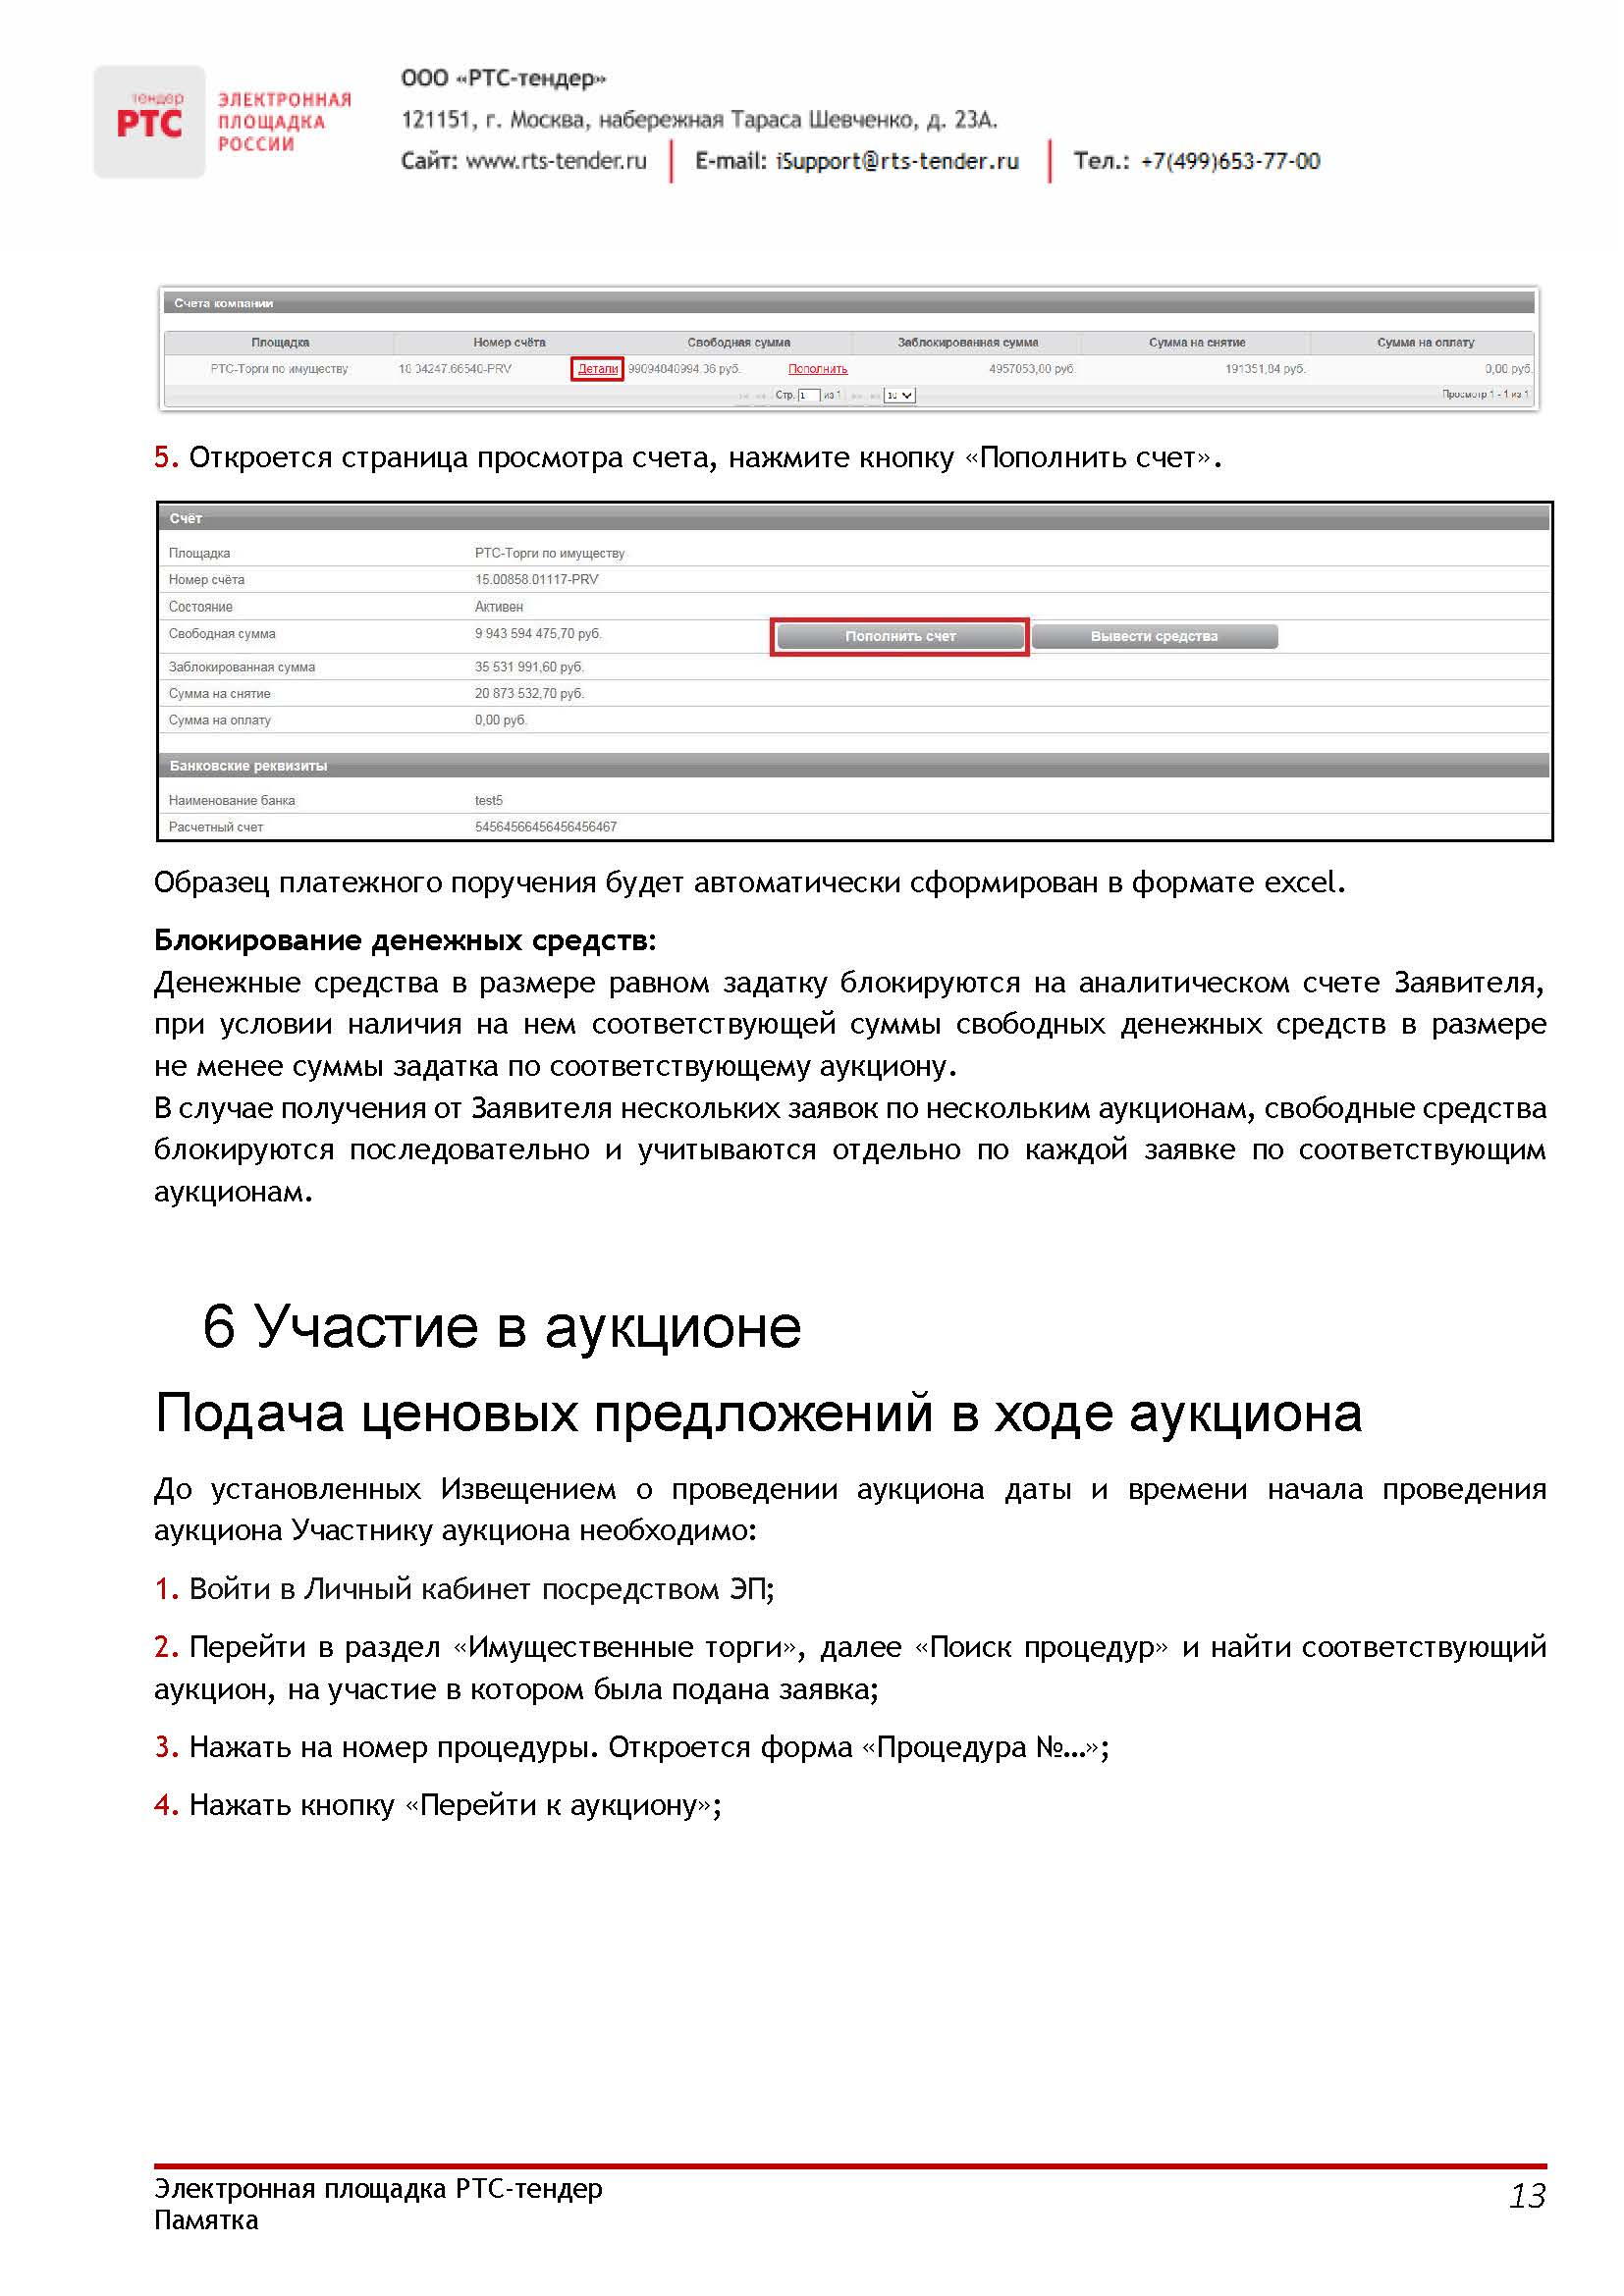 тендер
РТС
ЭЛЕКТРОННАЯ
ПЛОЩАДКА
РОССИИ
ООО «РТС-тендер»
121151, г. Москва, набережная Тараса Шевченко, д. 23А.
Сайт: www.rts-tender.ru E-mail: iSupport@rts-tender.ru Тел.: +7(499)653-77-00
Счета компании
Площадка Номер счёта Свободная сумма Заблокированная сумма Сумма на снятие Сумма на оплату
РТС-Торги по имуществу Детали Пополнить 4957053,60 руб. 191351,84 руб. 0,00 руб.
Стр. 1 из 1 10 Просмотр 1 - 1 из 1
5. Откроется страница просмотра счета, нажмите кнопку «Пополнить счет».
Счёт
Площадка РТС-Торги по имуществу
Номер счёта 15.00858.01117-PRV
Состояние Активен
Свободная сумма 9 943 594 475,70 руб. Пополнить счет Вывести средства
Заблокированная сумма 35 531 991,60 руб.
Сумма на снятие 20 873 532,70 руб.
Сумма на оплату 0,00 руб.
Банковские реквизиты
Наименование банка test5
Расчетный счет 54564566456456456467
Образец платежного поручения будет автоматически сформирован в формате excel.
Блокирование денежных средств:
Денежные средства в размере равном задатку блокируются на аналитическом счете Заявителя,
при условии наличия на нем соответствующей суммы свободных денежных средств в размере
не менее суммы задатка по соответствующему аукциону.
В случае получения от Заявителя нескольких заявок по нескольким аукционам, свободные средства
блокируются последовательно и учитываются отдельно по каждой заявке по соответствующим
аукционам.
6 Участие в аукционе
Подача ценовых предложений в ходе аукциона
До установленных Извещением о проведении аукциона даты и времени начала проведения
аукциона Участнику аукциона необходимо:
1. Войти в Личный кабинет посредством ЭП;
2. Перейти в раздел «Имущественные торги», далее «Поиск процедур» и найти соответствующий
аукцион, на участие в котором была подана заявка;
3. Нажать на номер процедуры. Откроется форма «Процедура №…»;
4. Нажать кнопку «Перейти к аукциону»;
Электронная площадка РТС-тендер
Памятка
13